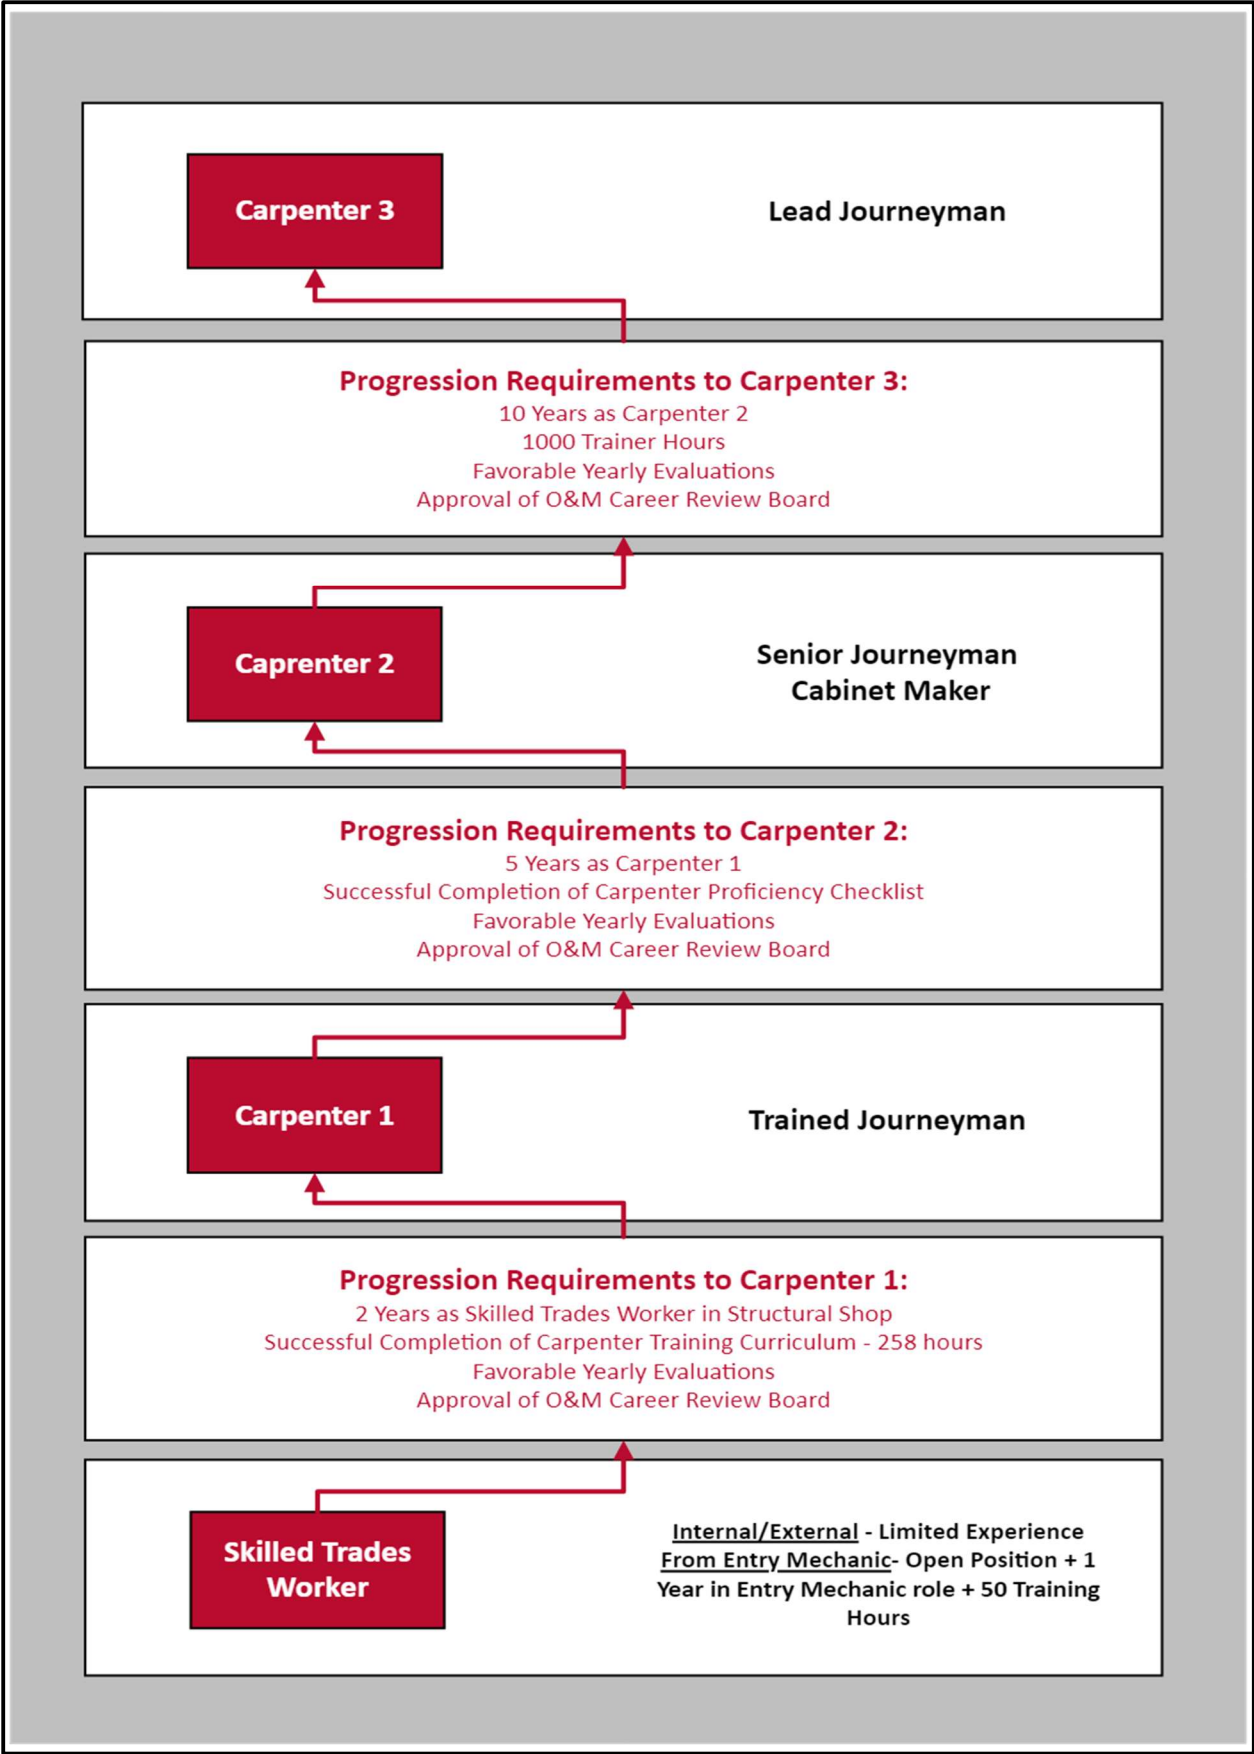 Carpenter 3
Lead Journeyman
Progression Requirements to Carpenter 3:
10 Years as Carpenter 2
1000 Trainer Hours
Favorable Yearly Evaluations
Approval of O&M Career Review Board
Caprenter 2
Senior Journeyman
Cabinet Maker
Progression Requirements to Carpenter 2:
5 Years as Carpenter 1
Successful Completion of Carpenter Proficiency Checklist
Favorable Yearly Evaluations
Approval of O&M Career Review Board
Carpenter 1
Trained Journeyman
Progression Requirements to Carpenter 1:
2 Years as Skilled Trades Worker in Structural Shop
Successful Completion of Carpenter Training Curriculum - 258 hours
Favorable Yearly Evaluations
Approval of O&M Career Review Board
Skilled Trades
Worker
Internal/External - Limited Experience
From Entry Mechanic- Open Position + 1
Year in Entry Mechanic role + 50 Training
Hours